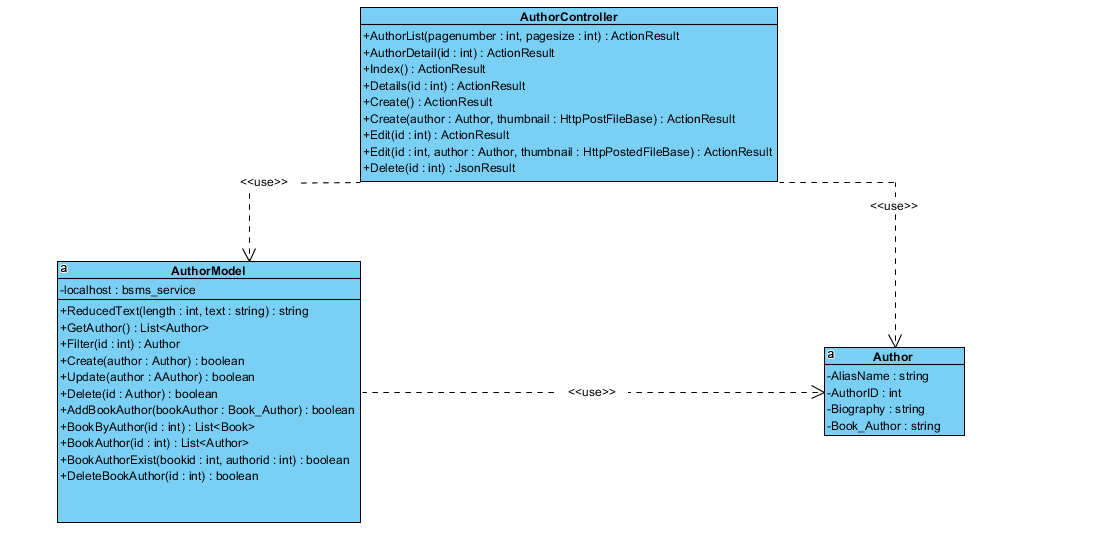 AuthorController
+AuthorList(pagenumber : int, pagesize : int) : ActionResult
+AuthorDetail(id : int) : ActionResult
+Index() : ActionResult
+Details(id : int) : ActionResult
+Create() : ActionResult
+Create(author : Author, thumbnail : HttpPostFileBase) : ActionResult
+Edit(id : int) : ActionResult
+Edit(id : int, author : Author, thumbnail : HttpPostedFileBase) : ActionResult
+Delete(id : int) : JsonResult
<<use>>
<<use>>
a
AuthorModel
-localhost : bsms_service
+ReducedText(length : int, text : string) : string
+GetAuthor() : List<Author>
+Filter(id : int) : Author
+Create(author : Author) : boolean
+Update(author : AAuthor) : boolean
+Delete(id : Author) : boolean
+AddBookAuthor(bookAuthor : Book_Author) : boolean
+BookByAuthor(id : int) : List<Book>
+BookAuthor(id : int) : List<Author>
+BookAuthorExist(bookid : int, authorid : int) : boolean
+DeleteBookAuthor(id : int) : boolean
<<use>>
a
Author
-AliasName : string
-AuthorID : int
-Biography : string
-Book_Author : string